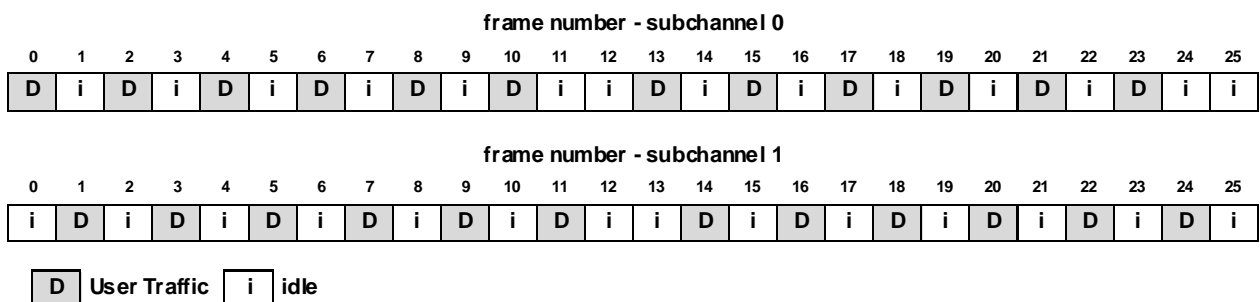 frame number - subchannel 0
0 1 2 3 4 5 6 7 8 9 10 11 12 13 14 15 16 17 18 19 20 21 22 23 24 25
D i D i D i D i D i D i i D i D i D i D i D i D i i
frame number - subchannel 1
0 1 2 3 4 5 6 7 8 9 10 11 12 13 14 15 16 17 18 19 20 21 22 23 24 25
i D i D i D i D i D i D i i D i D i D i D i D i D i
D User Traffic i idle